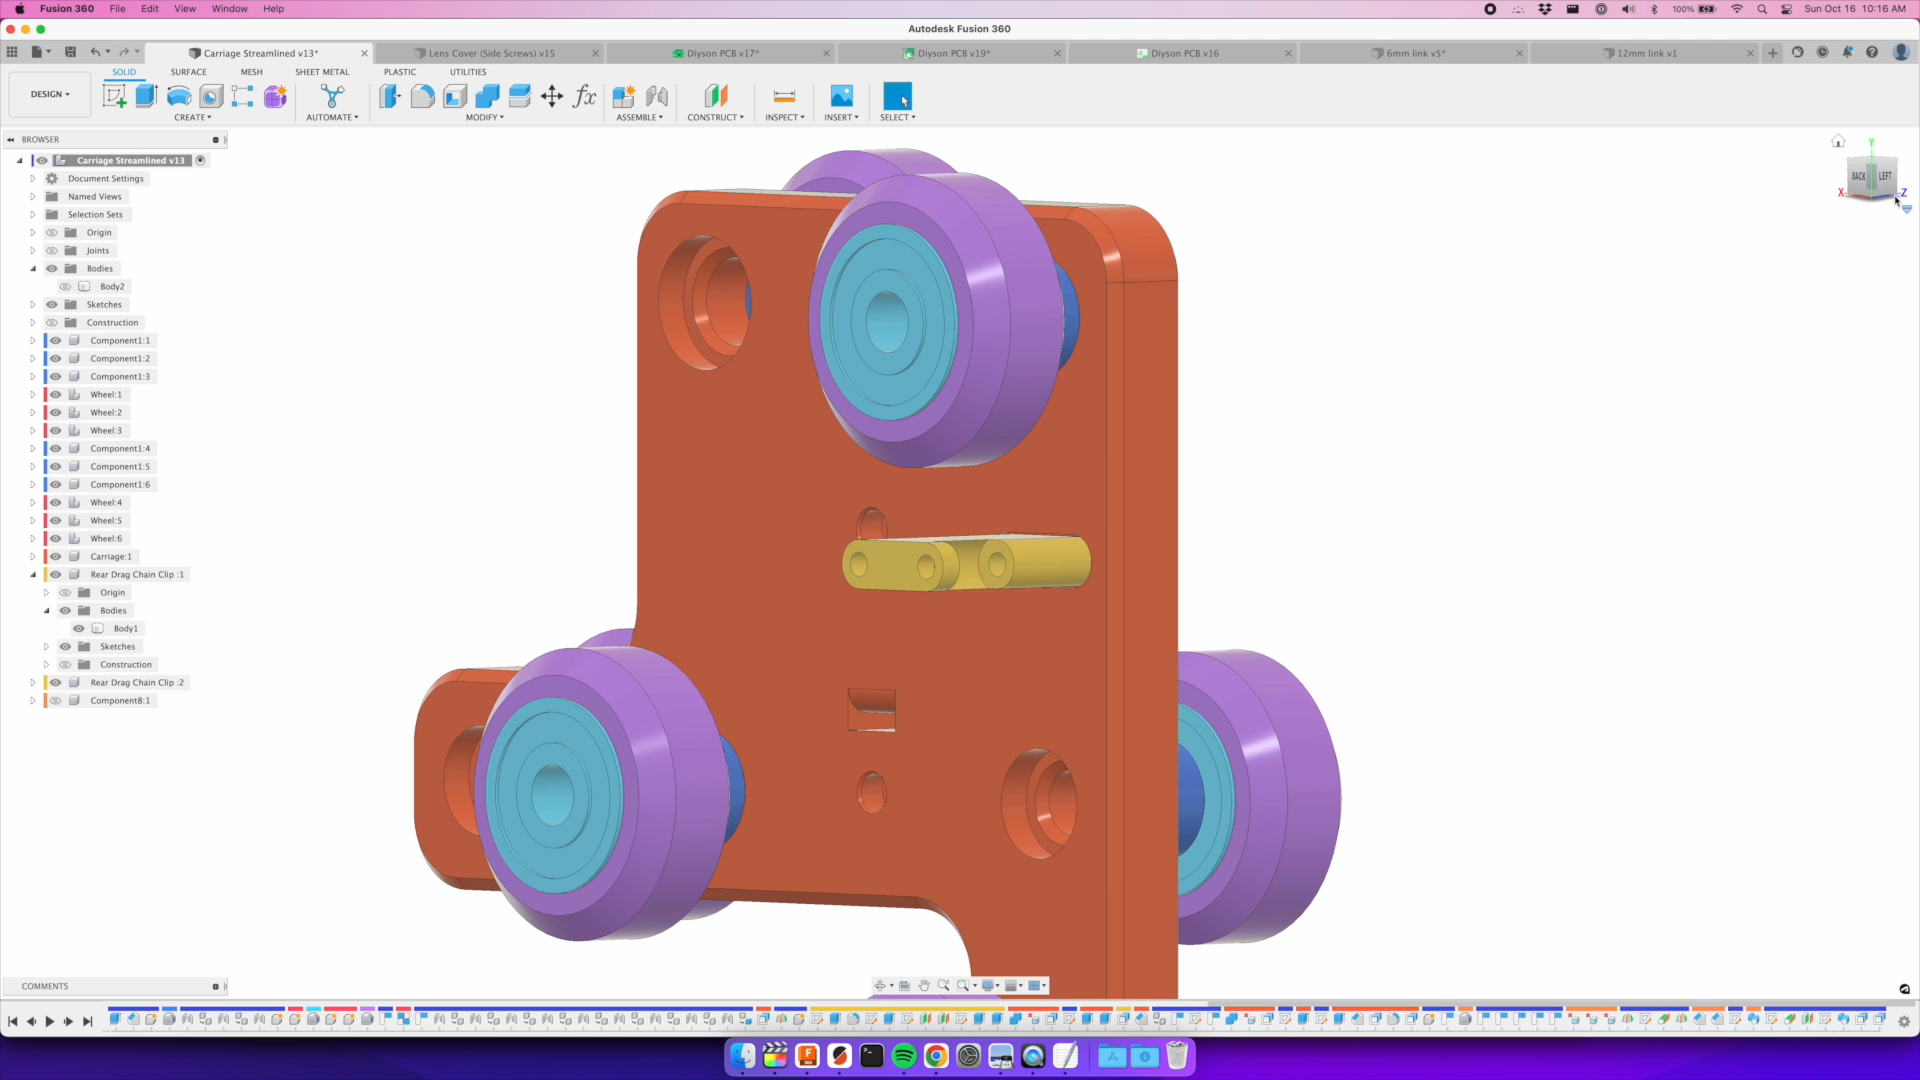 Fusion 360 File Edit View Window Help
100% Sun Oct 16 10:16 AM
Autodesk Fusion 360
Carriage Streamlined v13*
Lens Cover (Side Screws) v15
Diyson PCB v17*
Diyson PCB v19*
Diyson PCB v16
6mm link v5*
12mm link v1
SOLID SURFACE MESH SHEET METAL PLASTIC UTILITIES
DESIGN
fx
CREATE AUTOMATE MODIFY ASSEMBLE CONSTRUCT INSPECT INSERT SELECT
BROWSER
Y
BACK LEFT
X Z
Carriage Streamlined v13
Document Settings
Named Views
Selection Sets
Origin
Joints
Bodies
Body2
Sketches
Construction
Component1:1
Component1:2
Component1:3
Wheel:1
Wheel:2
Wheel:3
Component1:4
Component1:5
Component1:6
Wheel:4
Wheel:5
Wheel:6
Carriage:1
Rear Drag Chain Clip :1
Origin
Bodies
Body1
Sketches
Construction
Rear Drag Chain Clip :2
Component8:1
COMMENTS